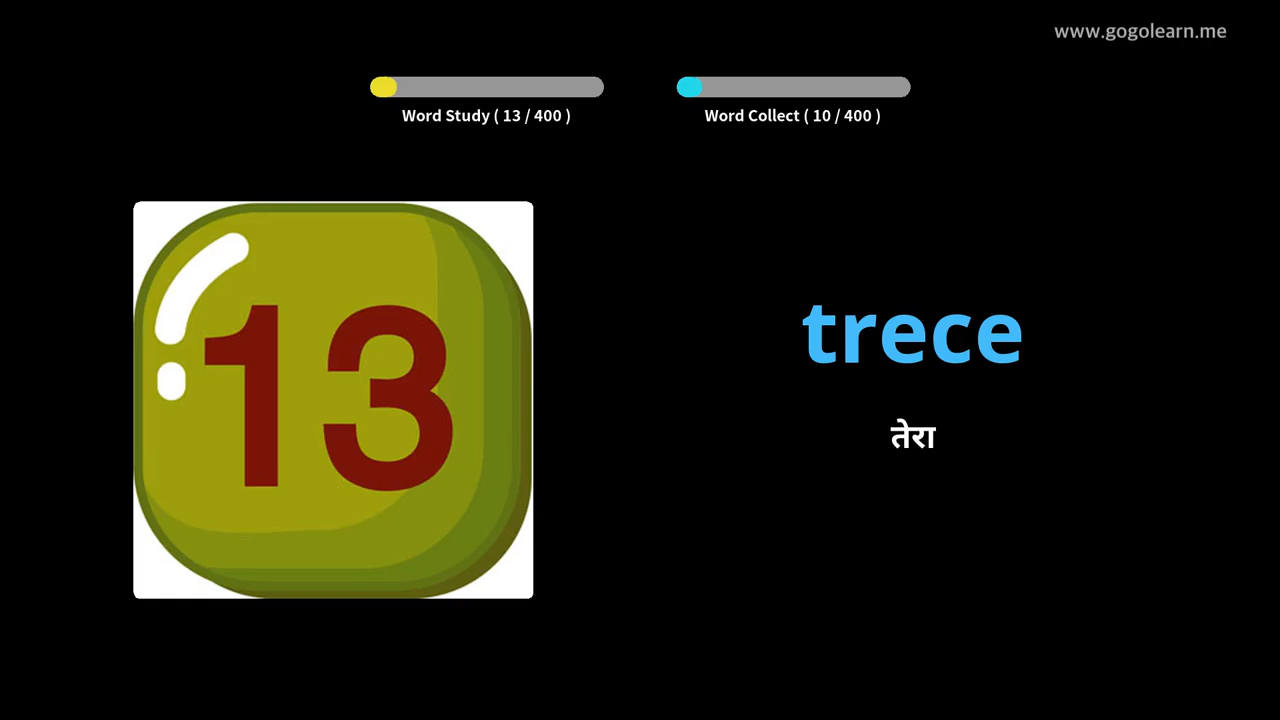 www.gogolearn.me
Word Study ( 13 / 400 )
Word Collect ( 10 / 400 )
13
trece
तेरा